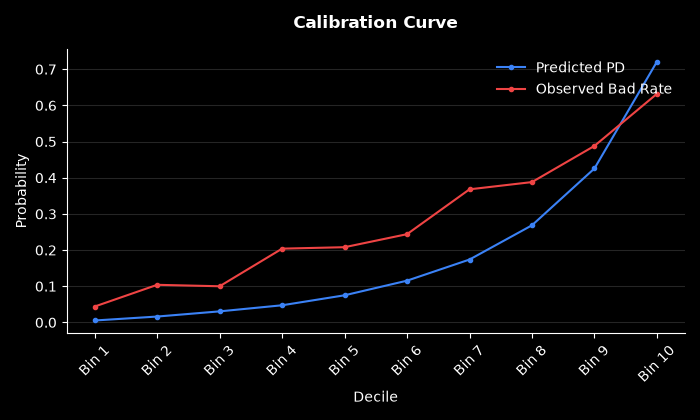 Calibration Curve
Predicted PD
Observed Bad Rate
Probability
0.7
0.6
0.5
0.4
0.3
0.2
0.1
0.0
Bin 1
Bin 2
Bin 3
Bin 4
Bin 5
Bin 6
Bin 7
Bin 8
Bin 9
Bin 10
Decile